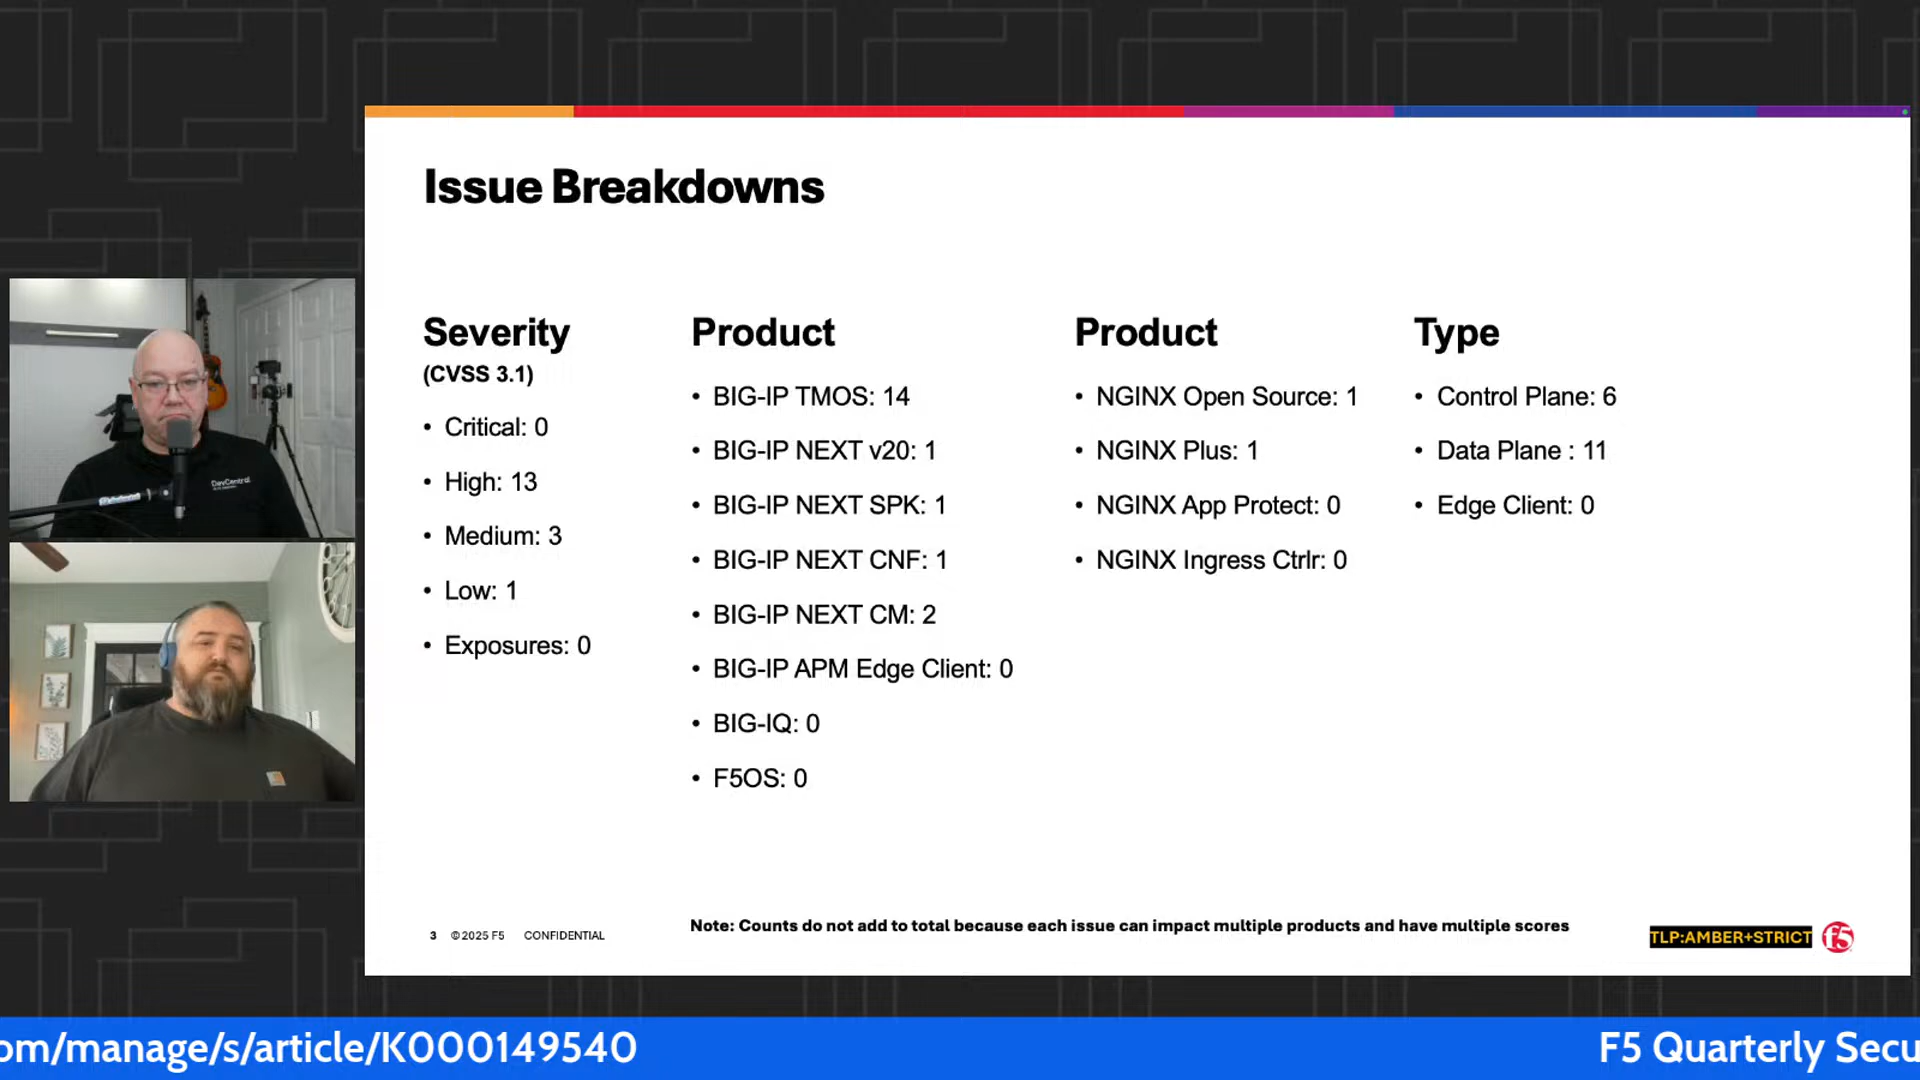 Issue Breakdowns
Severity
(CVSS 3.1)
• Critical: 0
• High: 13
• Medium: 3
• Low: 1
• Exposures: 0
Product
• BIG-IP TMOS: 14
• BIG-IP NEXT v20: 1
• BIG-IP NEXT SPK: 1
• BIG-IP NEXT CNF: 1
• BIG-IP NEXT CM: 2
• BIG-IP APM Edge Client: 0
• BIG-IQ: 0
• F5OS: 0
Product
• NGINX Open Source: 1
• NGINX Plus: 1
• NGINX App Protect: 0
• NGINX Ingress Ctrlr: 0
Type
• Control Plane: 6
• Data Plane : 11
• Edge Client: 0
DevCentral
Note: Counts do not add to total because each issue can impact multiple products and have multiple scores
3 © 2025 F5 CONFIDENTIAL
TLP:AMBER+STRICT
f5
om/manage/s/article/K000149540
F5 Quarterly Secu